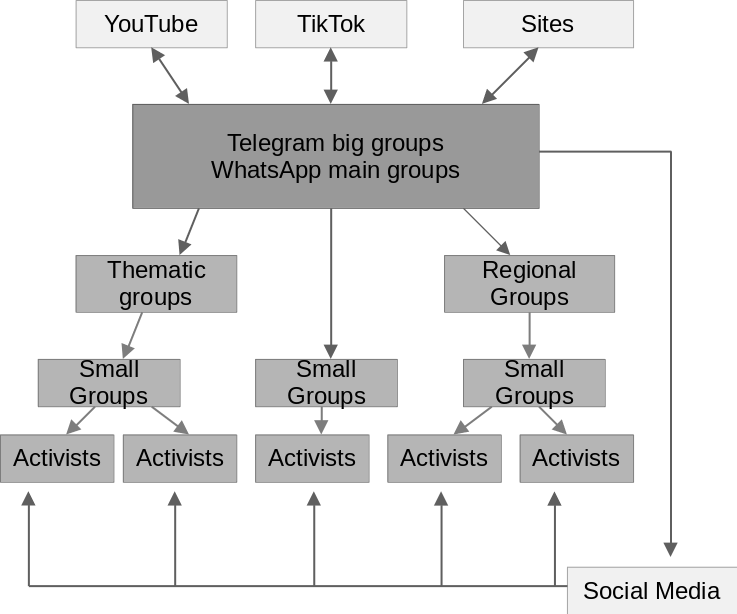 YouTube
TikTok
Sites
Telegram big groups
WhatsApp main groups
Thematic
groups
Regional
Groups
Small
Groups
Small
Groups
Small
Groups
Activists
Activists
Activists
Activists
Activists
Social Media